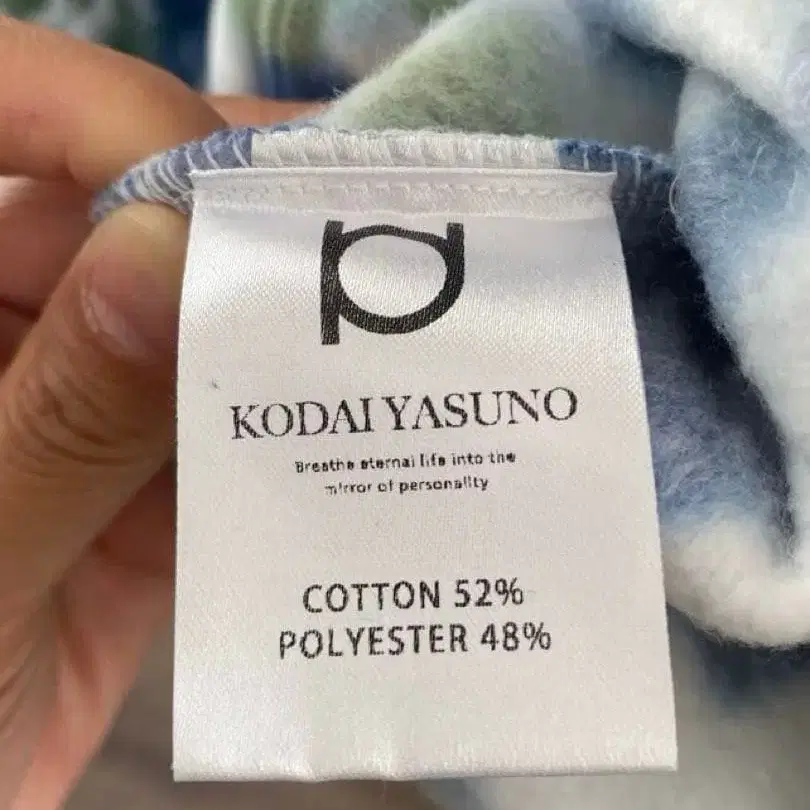 KODAI YASUNO
Breathe eternal life into the
mirror of personality
COTTON 52%
POLYESTER 48%